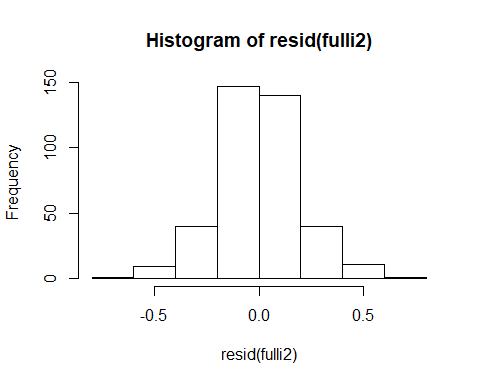 Histogram of resid(fulli2)
Frequency
150
100
50
0
-0.5 0.0 0.5
resid(fulli2)